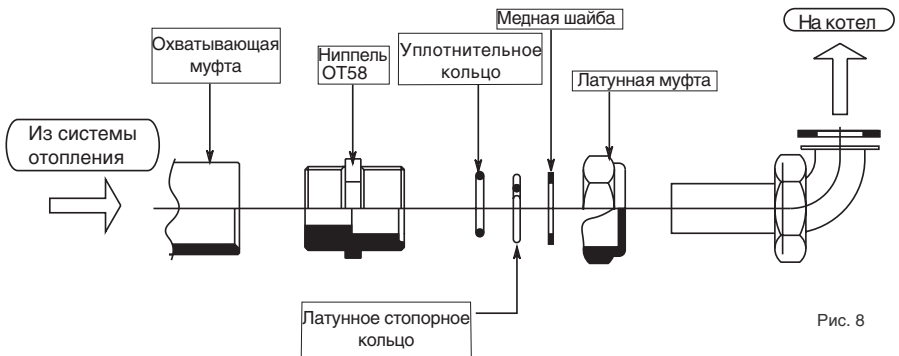 Медная шайба
На котел
Охватывающая
муфта
Ниппель
ОТ58
Уплотнительное
кольцо
Латунная муфта
Из системы
отопления
Латунное стопорное
кольцо
Рис. 8